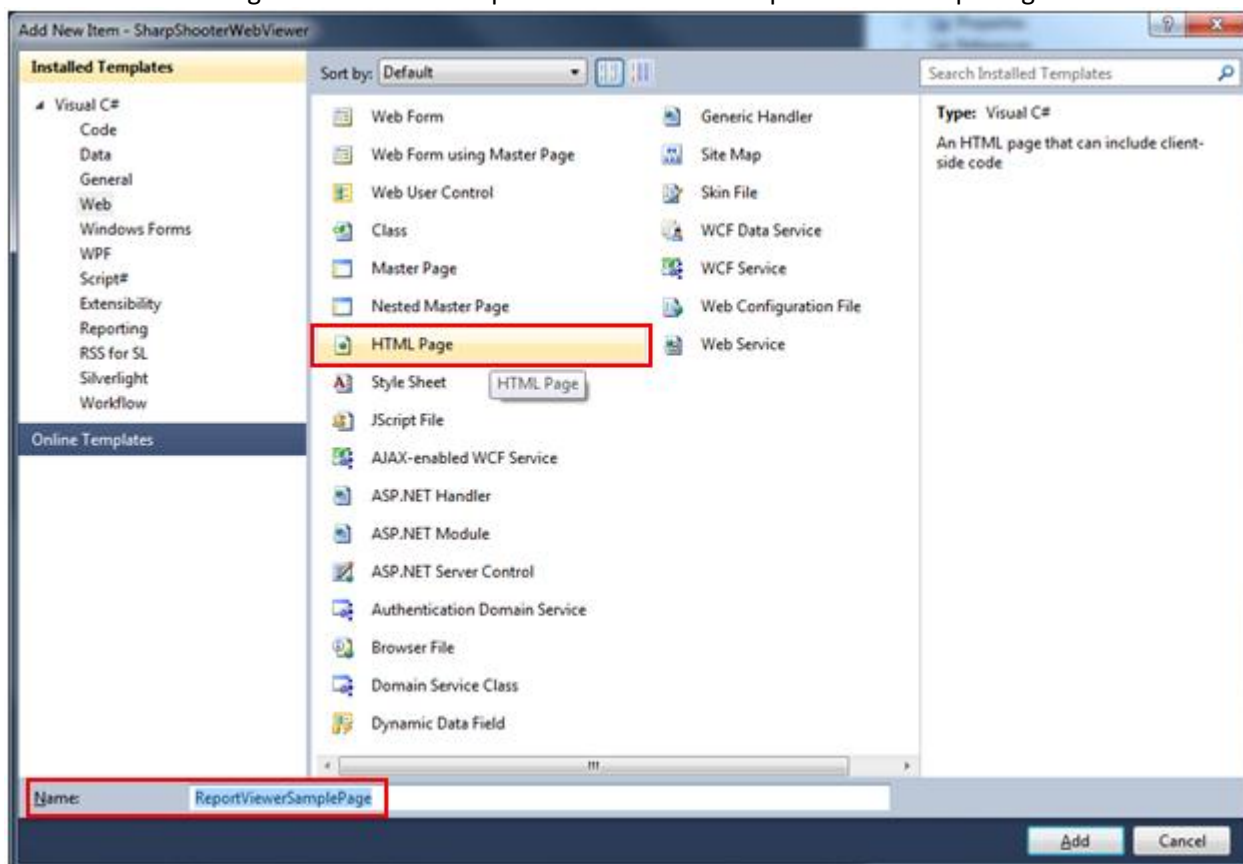 Add New Item - SharpShooterWebViewer
Installed Templates
Visual C#
Code
Data
General
Web
Windows Forms
WPF
Script#
Extensibility
Reporting
RSS for SL
Silverlight
Workflow
Online Templates
Sort by: Default
Web Form
Web Form using Master Page
Web User Control
Class
Master Page
Nested Master Page
HTML Page
Style Sheet
HTML Page
JScript File
AJAX-enabled WCF Service
ASP.NET Handler
ASP.NET Module
ASP.NET Server Control
Authentication Domain Service
Browser File
Domain Service Class
Dynamic Data Field
Generic Handler
Site Map
Skin File
WCF Data Service
WCF Service
Web Configuration File
Web Service
Search Installed Templates
Type: Visual C#
An HTML page that can include client-
side code
Name: ReportViewerSamplePage
Add Cancel